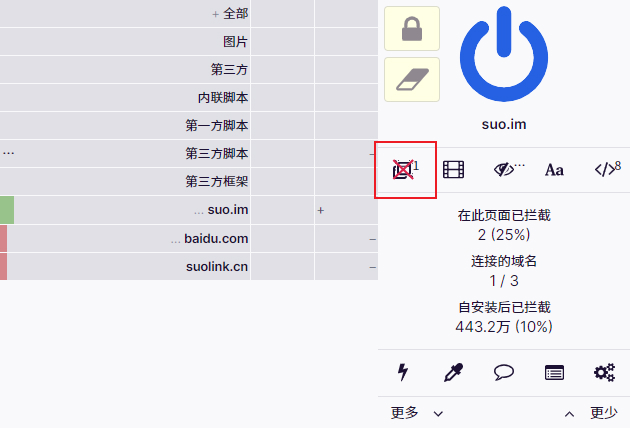 + 全部
图片
第三方
内联脚本
第一方脚本
... 第三方脚本 –
第三方框架
... suo.im +
... baidu.com –
suolink.cn –
suo.im
1 ... Aa </> 8
在此页面已拦截
2 (25%)
连接的域名
1 / 3
自安装后已拦截
443.2万 (10%)
更多 更少